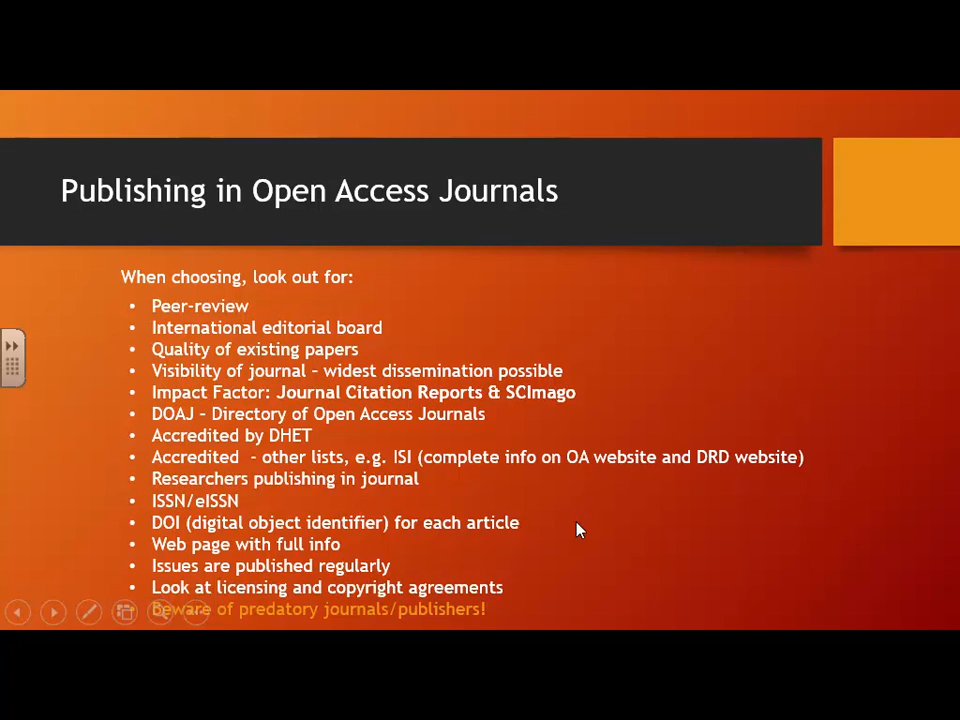 Publishing in Open Access Journals
When choosing, look out for:
• Peer-review
• International editorial board
• Quality of existing papers
• Visibility of journal – widest dissemination possible
• Impact Factor: Journal Citation Reports & SCImago
• DOAJ – Directory of Open Access Journals
• Accredited by DHET
• Accredited - other lists, e.g. ISI (complete info on OA website and DRD website)
• Researchers publishing in journal
• ISSN/eISSN
• DOI (digital object identifier) for each article
• Web page with full info
• Issues are published regularly
• Look at licensing and copyright agreements
• Beware of predatory journals/publishers!